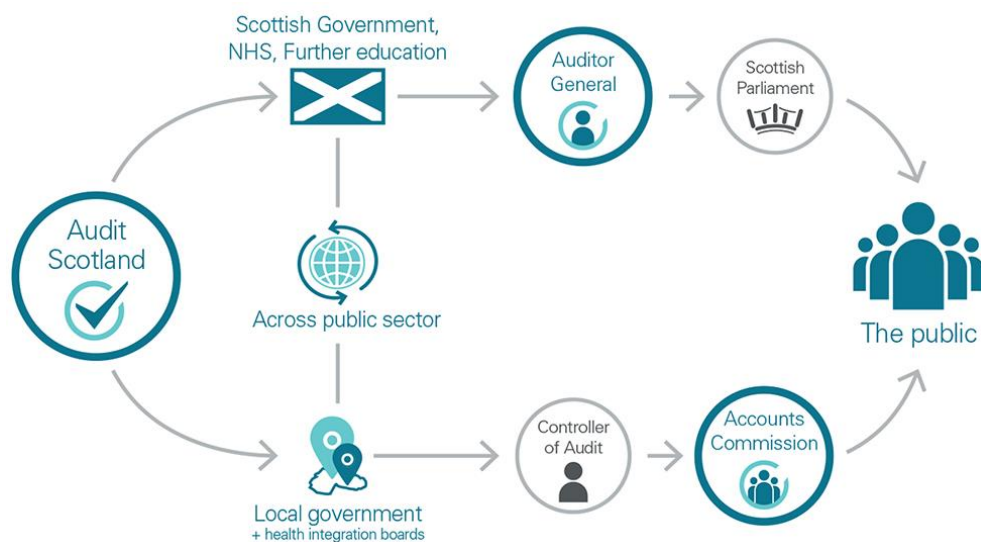 Scottish Government,
NHS, Further education
Auditor
General
Scottish
Parliament
Audit
Scotland
Across public sector
The public
Local government
+ health integration boards
Controller
of Audit
Accounts
Commission